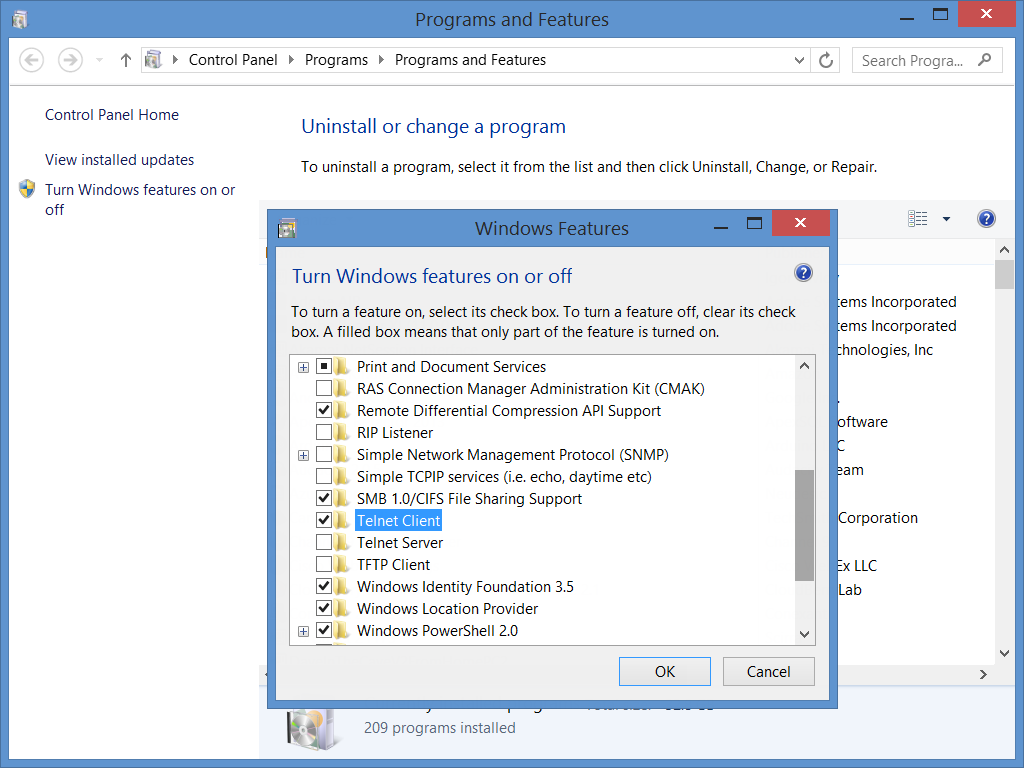 Programs and Features
Control Panel Programs Programs and Features
Search Progra...
Control Panel Home
View installed updates
Turn Windows features on or
off
Uninstall or change a program
To uninstall a program, select it from the list and then click Uninstall, Change, or Repair.
Windows Features
Turn Windows features on or off
To turn a feature on, select its check box. To turn a feature off, clear its check
box. A filled box means that only part of the feature is turned on.
Print and Document Services
RAS Connection Manager Administration Kit (CMAK)
Remote Differential Compression API Support
RIP Listener
Simple Network Management Protocol (SNMP)
Simple TCPIP services (i.e. echo, daytime etc)
SMB 1.0/CIFS File Sharing Support
Telnet Client
Telnet Server
TFTP Client
Windows Identity Foundation 3.5
Windows Location Provider
Windows PowerShell 2.0
OK Cancel
Incorporated
Incorporated
Inc
Corporation
LLC
Lab
209 programs installed